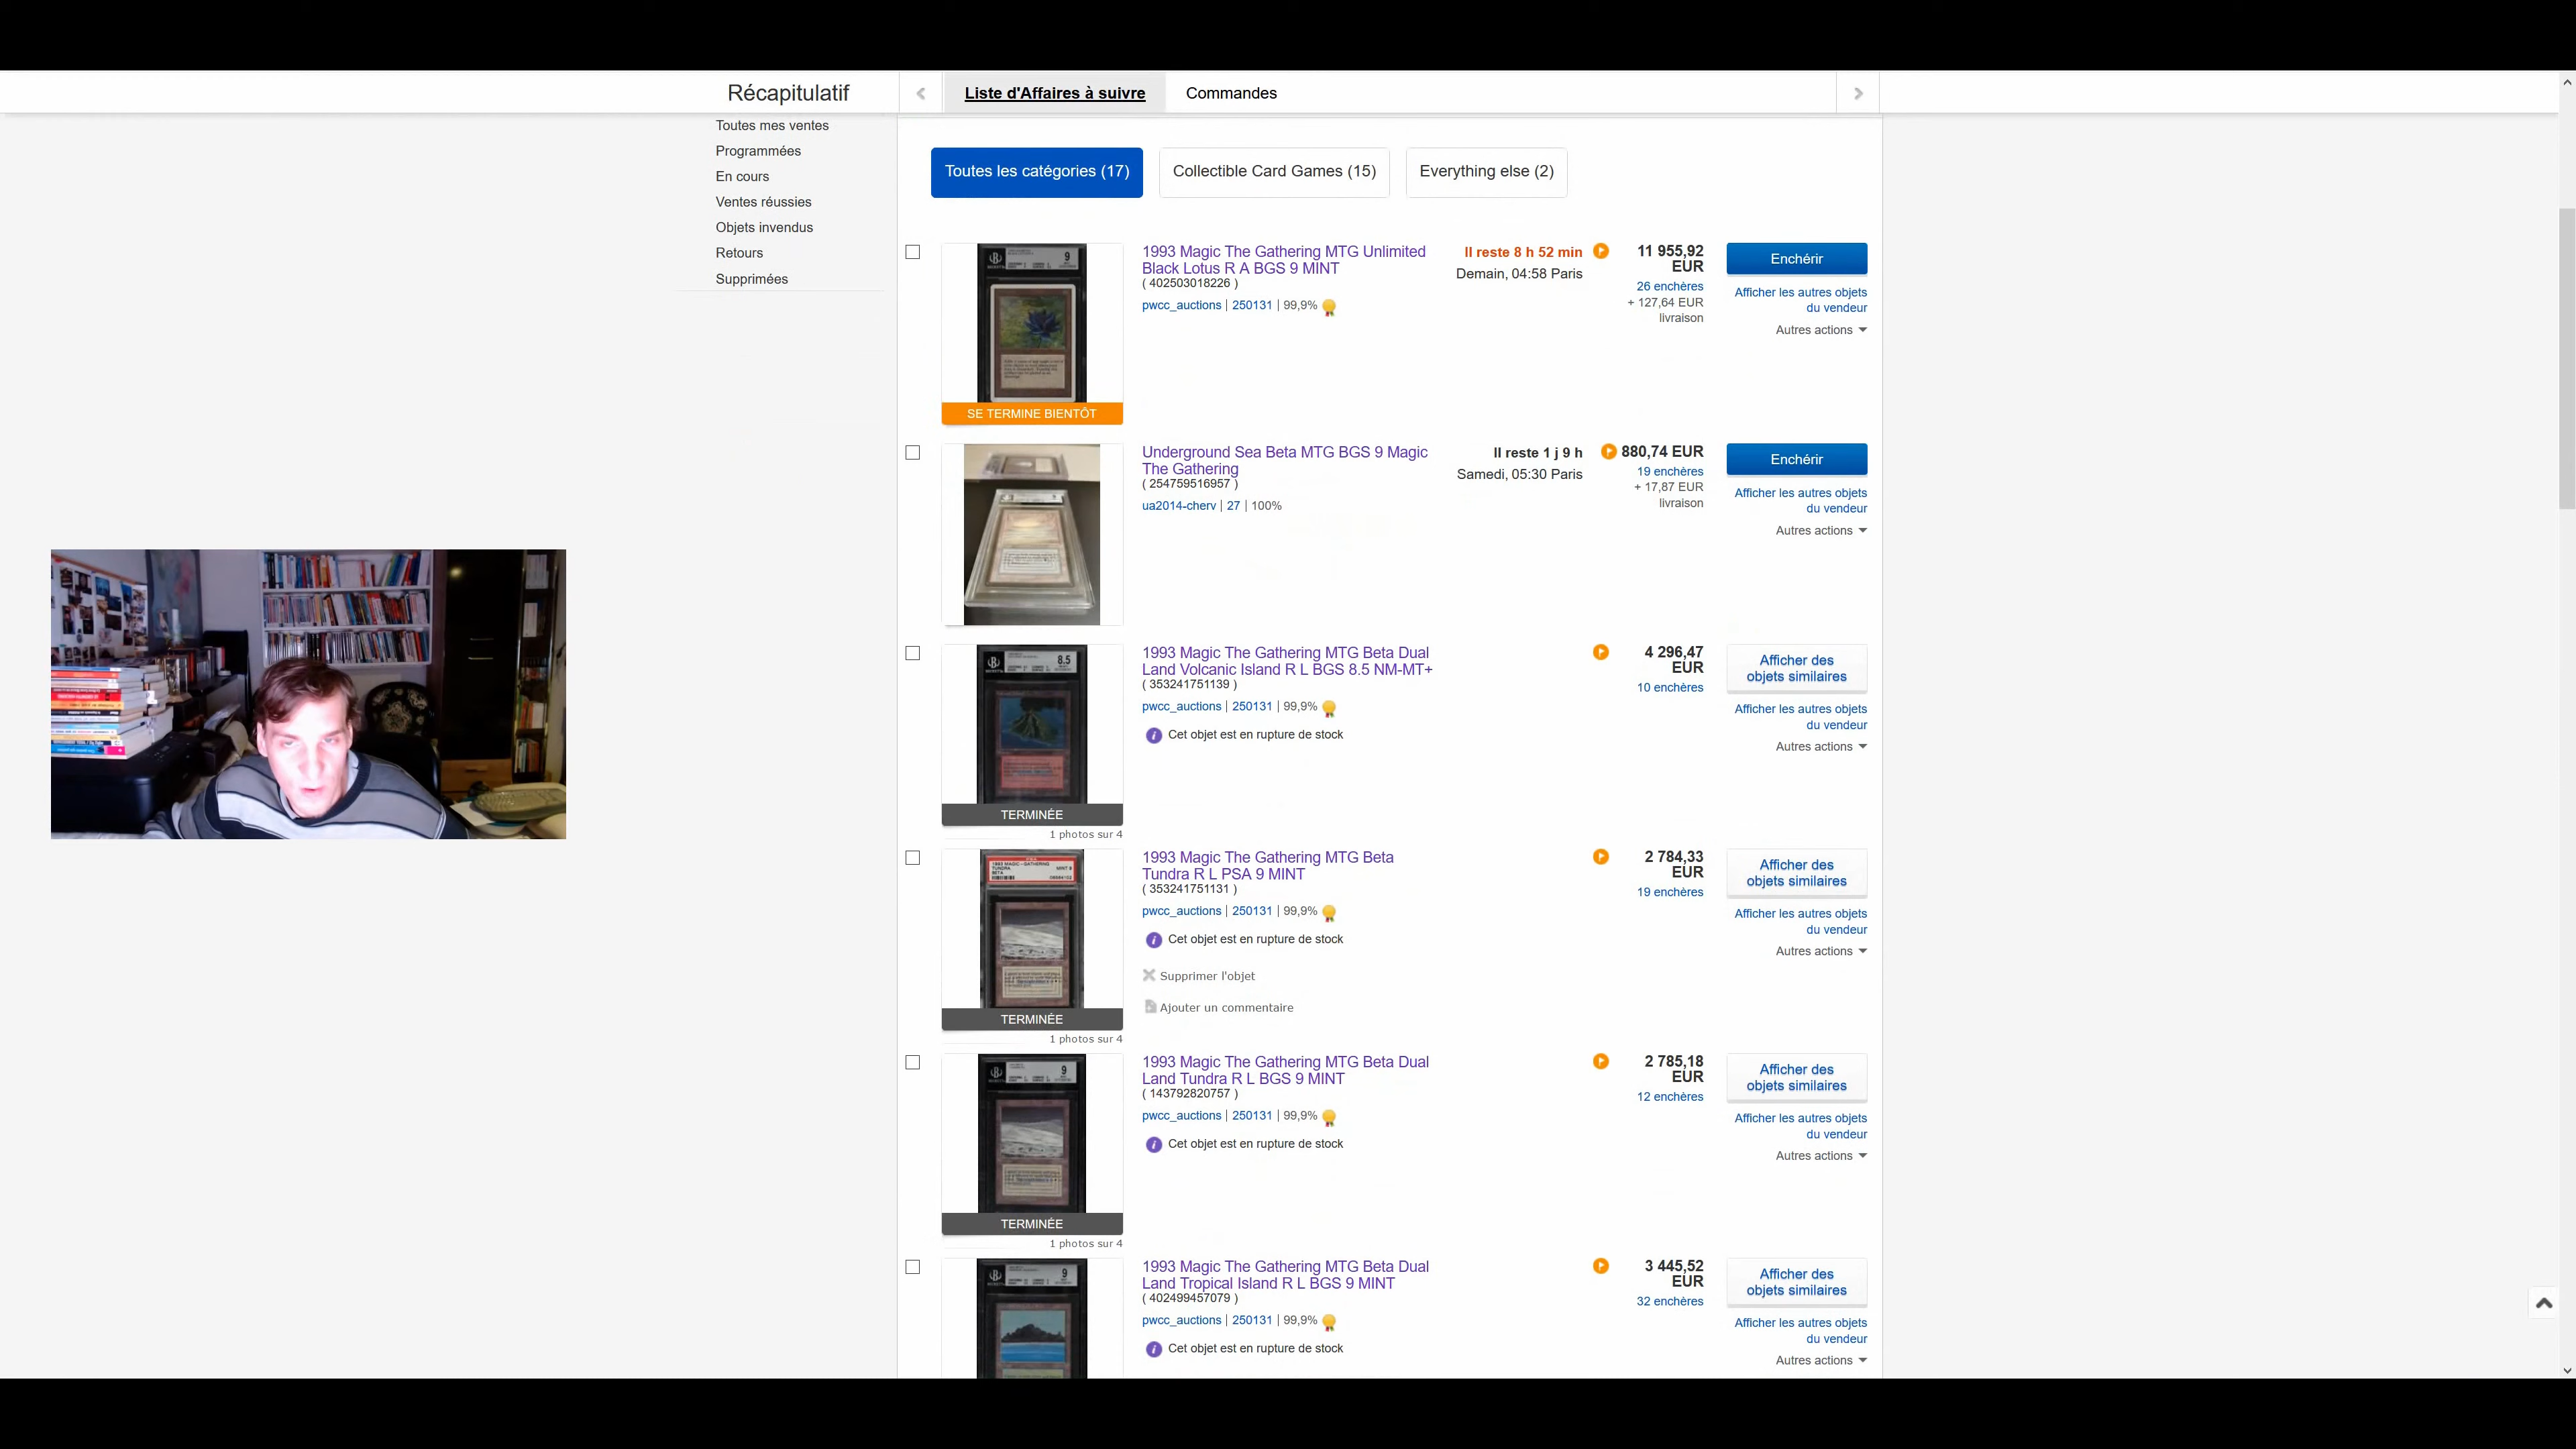 Récapitulatif
Liste d'Affaires à suivre
Commandes
Toutes mes ventes
Programmées
En cours
Ventes réussies
Objets invendus
Retours
Supprimées
Toutes les catégories (17)
Collectible Card Games (15)
Everything else (2)
9
SE TERMINE BIENTÔT
1993 Magic The Gathering MTG Unlimited
Black Lotus R A BGS 9 MINT
( 402503018226 )
pwcc_auctions | 250131 | 99,9%
Il reste 8 h 52 min
Demain, 04:58 Paris
11 955,92
EUR
26 enchères
+ 127,64 EUR
livraison
Enchérir
Afficher les autres objets
du vendeur
Autres actions
Underground Sea Beta MTG BGS 9 Magic
The Gathering
( 254759516957 )
ua2014-cherv | 27 | 100%
Il reste 1 j 9 h
Samedi, 05:30 Paris
880,74 EUR
19 enchères
+ 17,87 EUR
livraison
Enchérir
Afficher les autres objets
du vendeur
Autres actions
8.5
TERMINÉE
1 photos sur 4
1993 Magic The Gathering MTG Beta Dual
Land Volcanic Island R L BGS 8.5 NM-MT+
( 353241751139 )
pwcc_auctions | 250131 | 99,9%
Cet objet est en rupture de stock
4 296,47
EUR
10 enchères
Afficher des
objets similaires
Afficher les autres objets
du vendeur
Autres actions
1993 MAGIC-GATHERING
TUNDRA
BETA
TERMINÉE
1 photos sur 4
1993 Magic The Gathering MTG Beta
Tundra R L PSA 9 MINT
( 353241751131 )
pwcc_auctions | 250131 | 99,9%
Cet objet est en rupture de stock
Supprimer l'objet
Ajouter un commentaire
2 784,33
EUR
19 enchères
Afficher des
objets similaires
Afficher les autres objets
du vendeur
Autres actions
9
TERMINÉE
1 photos sur 4
1993 Magic The Gathering MTG Beta Dual
Land Tundra R L BGS 9 MINT
( 143792820757 )
pwcc_auctions | 250131 | 99,9%
Cet objet est en rupture de stock
2 785,18
EUR
12 enchères
Afficher des
objets similaires
Afficher les autres objets
du vendeur
Autres actions
9
1993 Magic The Gathering MTG Beta Dual
Land Tropical Island R L BGS 9 MINT
( 402499457079 )
pwcc_auctions | 250131 | 99,9%
Cet objet est en rupture de stock
3 445,52
EUR
32 enchères
Afficher des
objets similaires
Afficher les autres objets
du vendeur
Autres actions